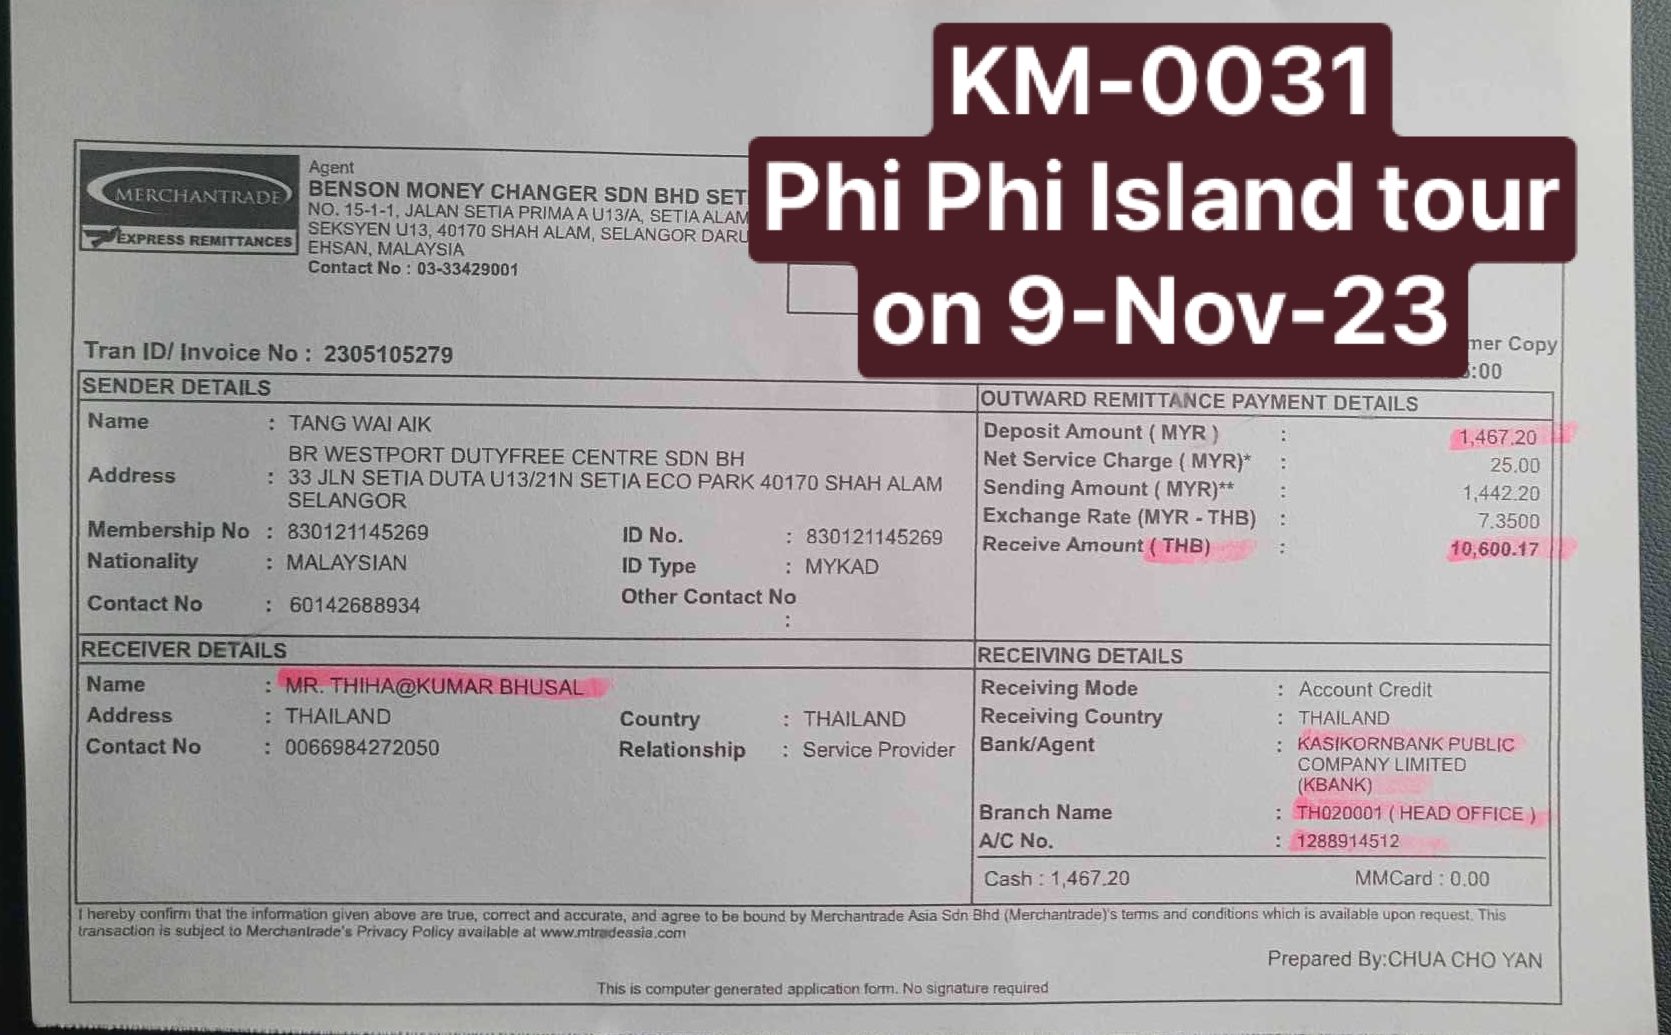 KM-0031
Phi Phi Island tour
on 9-Nov-23
MERCHANTRADE
EXPRESS REMITTANCES
Agent
BENSON MONEY CHANGER SDN BHD
NO. 15-1-1, JALAN SETIA PRIMA A U13/A, SETIA ALAM
SEKSYEN U13, 40170 SHAH ALAM, SELANGOR
EHSAN, MALAYSIA
Contact No : 03-33429001
Tran ID/ Invoice No : 2305105279
Copy
:00
SENDER DETAILS
Name : TANG WAI AIK
BR WESTPORT DUTYFREE CENTRE SDN BH
Address : 33 JLN SETIA DUTA U13/21N SETIA ECO PARK 40170 SHAH ALAM
SELANGOR
Membership No : 830121145269 ID No. : 830121145269
Nationality : MALAYSIAN ID Type : MYKAD
Contact No : 60142688934 Other Contact No
:
OUTWARD REMITTANCE PAYMENT DETAILS
Deposit Amount ( MYR ) : 1,467.20
Net Service Charge ( MYR)* : 25.00
Sending Amount ( MYR)** : 1,442.20
Exchange Rate (MYR - THB) : 7.3500
Receive Amount ( THB) : 10,600.17
RECEIVER DETAILS
Name : MR. THIHA@KUMAR BHUSAL
Address : THAILAND Country : THAILAND
Contact No : 0066984272050 Relationship : Service Provider
RECEIVING DETAILS
Receiving Mode : Account Credit
Receiving Country : THAILAND
Bank/Agent : KASIKORNBANK PUBLIC
COMPANY LIMITED
(KBANK)
Branch Name : TH020001 ( HEAD OFFICE )
A/C No. : 1288914512
Cash : 1,467.20 MMCard : 0.00
I hereby confirm that the information given above are true, correct and accurate, and agree to be bound by Merchantrade Asia Sdn Bhd (Merchantrade)'s terms and conditions which is available upon request. This
transaction is subject to Merchantrade's Privacy Policy available at www.mtradeasia.com
Prepared By:CHUA CHO YAN
This is computer generated application form. No signature required